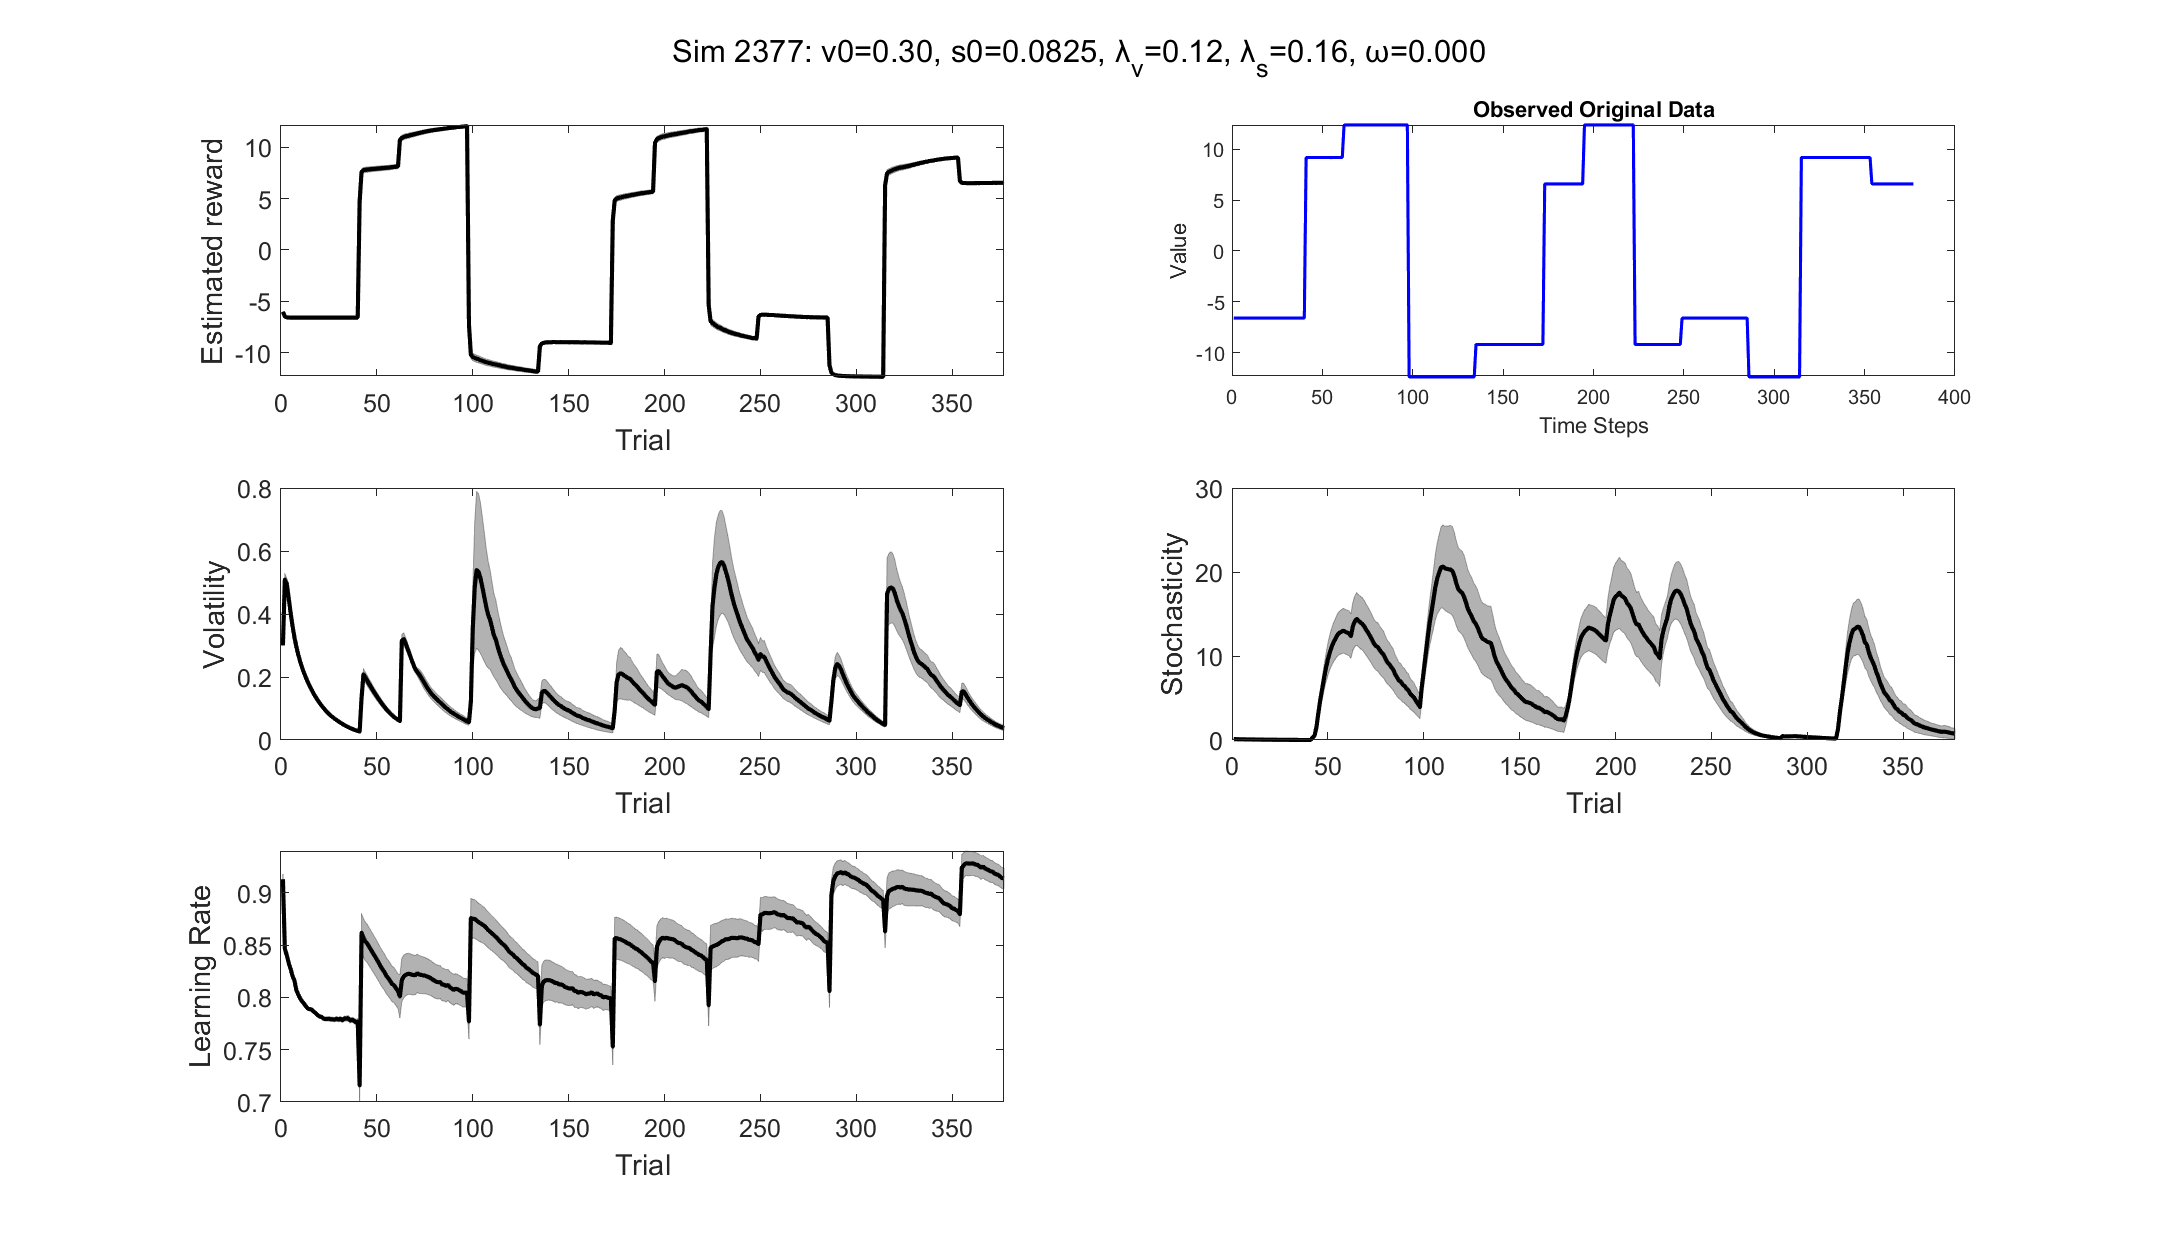 Sim 2377: v0=0.30, s0=0.0825, λv=0.12, λs=0.16, ω=0.000
Estimated reward
10
5
0
-5
-10
0 50 100 150 200 250 300 350
Trial
Observed Original Data
Value
10
5
0
-5
-10
0 50 100 150 200 250 300 350 400
Time Steps
Volatility
0.8
0.6
0.4
0.2
0
0 50 100 150 200 250 300 350
Trial
Stochasticity
30
20
10
0
0 50 100 150 200 250 300 350
Trial
Learning Rate
0.9
0.85
0.8
0.75
0.7
0 50 100 150 200 250 300 350
Trial